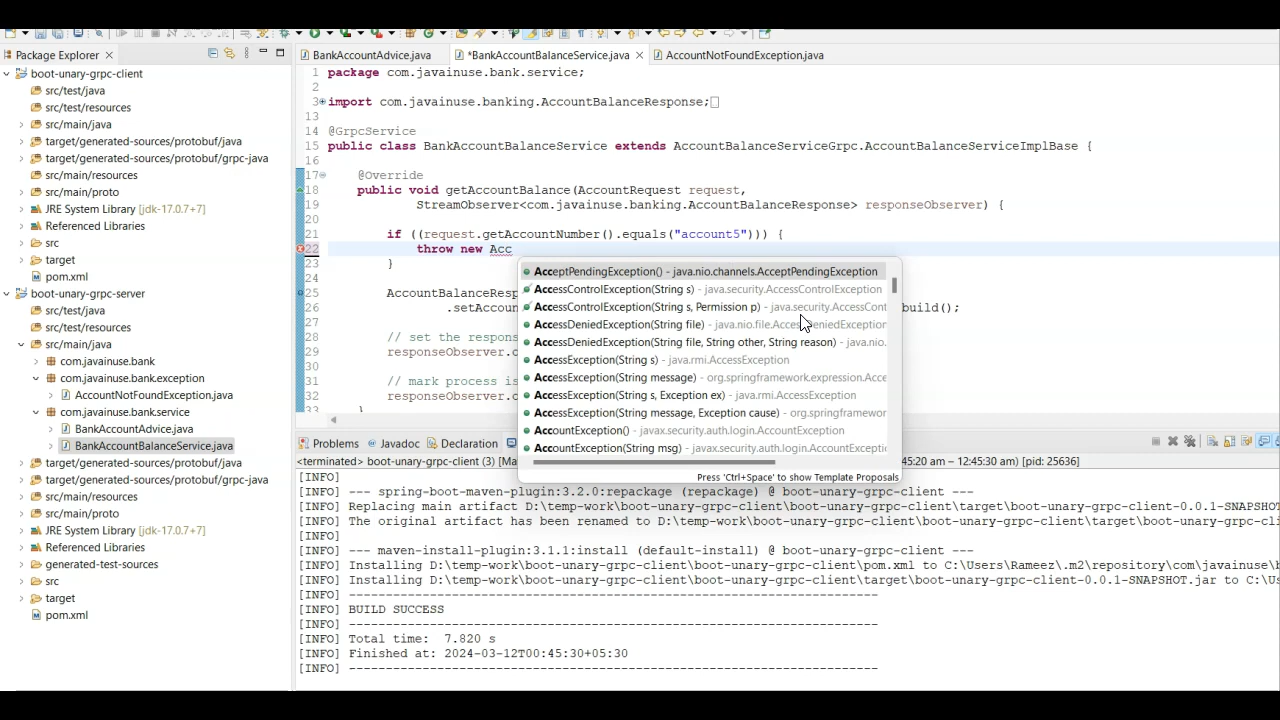 Package Explorer
BankAccountAdvice.java
*BankAccountBalanceService.java
AccountNotFoundException.java
boot-unary-grpc-client
src/test/java
src/test/resources
src/main/java
target/generated-sources/protobuf/java
target/generated-sources/protobuf/grpc-java
src/main/resources
src/main/proto
JRE System Library [jdk-17.0.7+7]
Referenced Libraries
src
target
pom.xml
boot-unary-grpc-server
src/test/java
src/test/resources
src/main/java
com.javainuse.bank
com.javainuse.bank.exception
AccountNotFoundException.java
com.javainuse.bank.service
BankAccountAdvice.java
BankAccountBalanceService.java
target/generated-sources/protobuf/java
target/generated-sources/protobuf/grpc-java
src/main/resources
src/main/proto
JRE System Library [jdk-17.0.7+7]
Referenced Libraries
generated-test-sources
src
target
pom.xml
1 package com.javainuse.bank.service;
2
3 import com.javainuse.banking.AccountBalanceResponse;
13
14 @GrpcService
15 public class BankAccountBalanceService extends AccountBalanceServiceGrpc.AccountBalanceServiceImplBase {
16
17 @Override
18 public void getAccountBalance(AccountRequest request,
19 StreamObserver<com.javainuse.banking.AccountBalanceResponse> responseObserver) {
20
21 if ((request.getAccountNumber().equals("account5"))) {
22 throw new Acc
23 }
24
25 AccountBalanceResp
26 .setAccou build();
27
28 // set the respons
29 responseObserver.o
30
31 // mark process is
32 responseObserver.o
33 }
AcceptPendingException() - java.nio.channels.AcceptPendingException
AccessControlException(String s) - java.security.AccessControlException
AccessControlException(String s, Permission p) - java.security.AccessCont
AccessDeniedException(String file) - java.nio.file.AccessDeniedException
AccessDeniedException(String file, String other, String reason) - java.nio.
AccessException(String s) - java.rmi.AccessException
AccessException(String message) - org.springframework.expression.Acce
AccessException(String s, Exception ex) - java.rmi.AccessException
AccessException(String message, Exception cause) - org.springframewor
AccountException() - javax.security.auth.login.AccountException
AccountException(String msg) - javax.security.auth.login.AccountExceptio
Press 'Ctrl+Space' to show Template Proposals
Problems Javadoc Declaration
<terminated> boot-unary-grpc-client (3) [Ma 45:20 am – 12:45:30 am) [pid: 25636]
[INFO]
[INFO] --- spring-boot-maven-plugin:3.2.0:repackage (repackage) @ boot-unary-grpc-client ---
[INFO] Replacing main artifact D:\temp-work\boot-unary-grpc-client\target\boot-unary-grpc-client-0.0.1-SNAPSHOT
[INFO] The original artifact has been renamed to D:\temp-work\boot-unary-grpc-client\target\boot-unary-grpc-cli
[INFO]
[INFO] --- maven-install-plugin:3.1.1:install (default-install) @ boot-unary-grpc-client ---
[INFO] Installing D:\temp-work\boot-unary-grpc-client\pom.xml to C:\Users\Rameez\.m2\repository\com\javainuse\b
[INFO] Installing D:\temp-work\boot-unary-grpc-client\target\boot-unary-grpc-client-0.0.1-SNAPSHOT.jar to C:\Us
[INFO] ------------------------------------------------------------------------
[INFO] BUILD SUCCESS
[INFO] ------------------------------------------------------------------------
[INFO] Total time:  7.820 s
[INFO] Finished at: 2024-03-12T00:45:30+05:30
[INFO] ------------------------------------------------------------------------